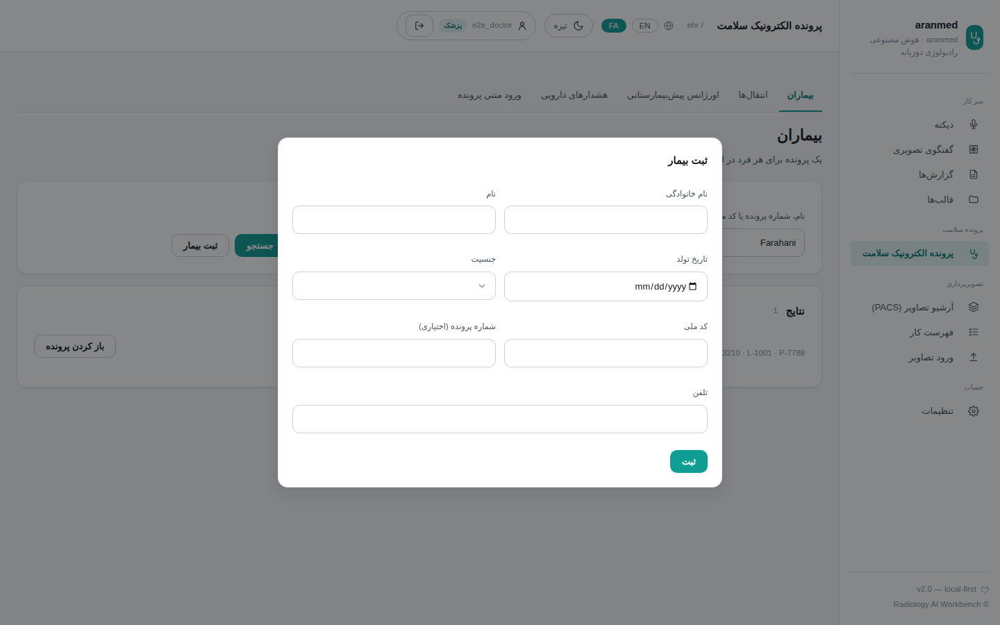 aranmed
aranmed · هوش مصنوعی
رادیولوژی دوزبانه
میز کار
دیکته
گفتگوی تصویری
گزارش‌ها
قالب‌ها
پرونده سلامت
پرونده الکترونیک سلامت
تصویربرداری
آرشیو تصاویر (PACS)
فهرست کار
ورود تصاویر
حساب
تنظیمات
v2.0 — local-first
Radiology AI Workbench ©
پرونده الکترونیک سلامت
ehr /
EN
FA
تیره
e2e_doctor
پزشک
بیماران
انتقال‌ها
اورژانس پیش‌بیمارستانی
هشدارهای دارویی
ورود متنی پرونده
بیماران
یک پرونده برای هر فرد در
نام، شماره پرونده یا کد
Farahani
جستجو
ثبت بیمار
نتایج 1
3210 · L-1001 · P-7788
باز کردن پرونده
ثبت بیمار
نام خانوادگی
نام
تاریخ تولد
mm/dd/yyyy
جنسیت
کد ملی
شماره پرونده (اختیاری)
تلفن
ثبت